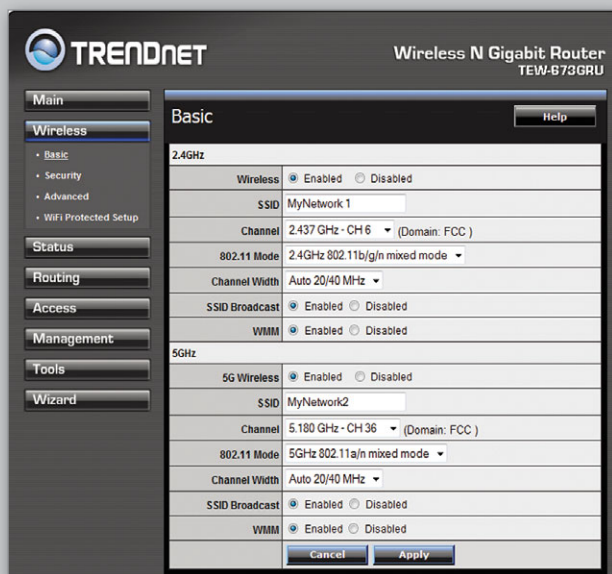 TRENDNET
Wireless N Gigabit Router
TEW-673GRU
Main
Wireless
Basic
Security
Advanced
WiFi Protected Setup
Status
Routing
Access
Management
Tools
Wizard
Basic
Help
2.4GHz
Wireless Enabled Disabled
SSID MyNetwork 1
Channel 2.437 GHz - CH 6 (Domain: FCC )
802.11 Mode 2.4GHz 802.11b/g/n mixed mode
Channel Width Auto 20/40 MHz
SSID Broadcast Enabled Disabled
WMM Enabled Disabled
5GHz
5G Wireless Enabled Disabled
SSID MyNetwork2
Channel 5.180 GHz - CH 36 (Domain: FCC )
802.11 Mode 5GHz 802.11a/n mixed mode
Channel Width Auto 20/40 MHz
SSID Broadcast Enabled Disabled
WMM Enabled Disabled
Cancel Apply